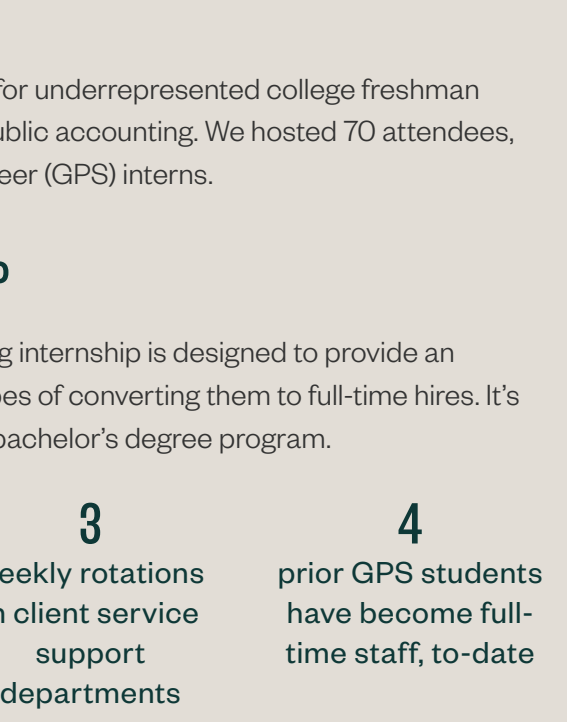 for underrepresented college freshman
ublic accounting. We hosted 70 attendees,
eer (GPS) interns.
p
g internship is designed to provide an
pes of converting them to full-time hires. It’s
bachelor’s degree program.
3
eekly rotations
n client service
support
departments
4
prior GPS students
have become full-
time staff, to-date